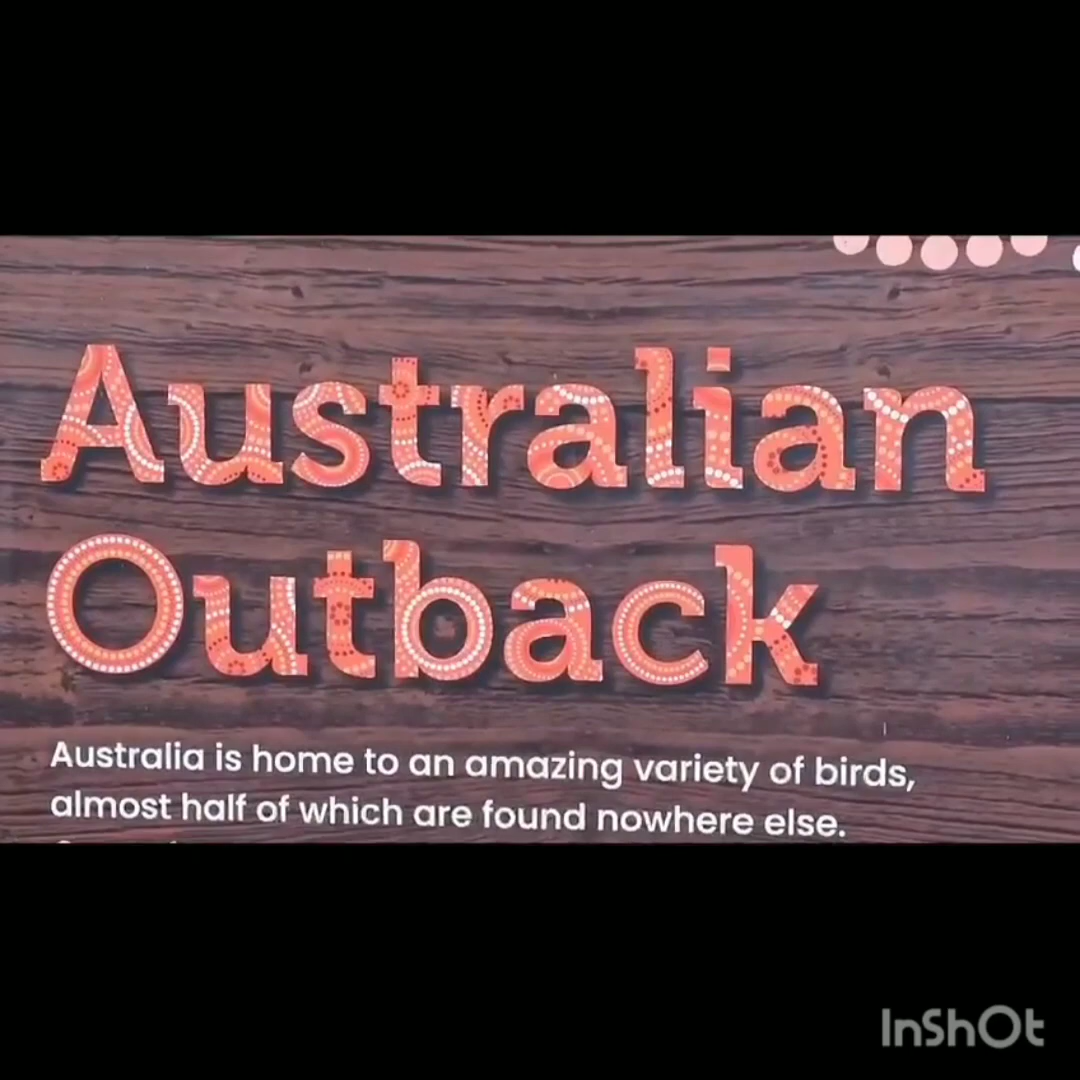 Australian
Outback
Australia is home to an amazing variety of birds,
almost half of which are found nowhere else.
InShOt